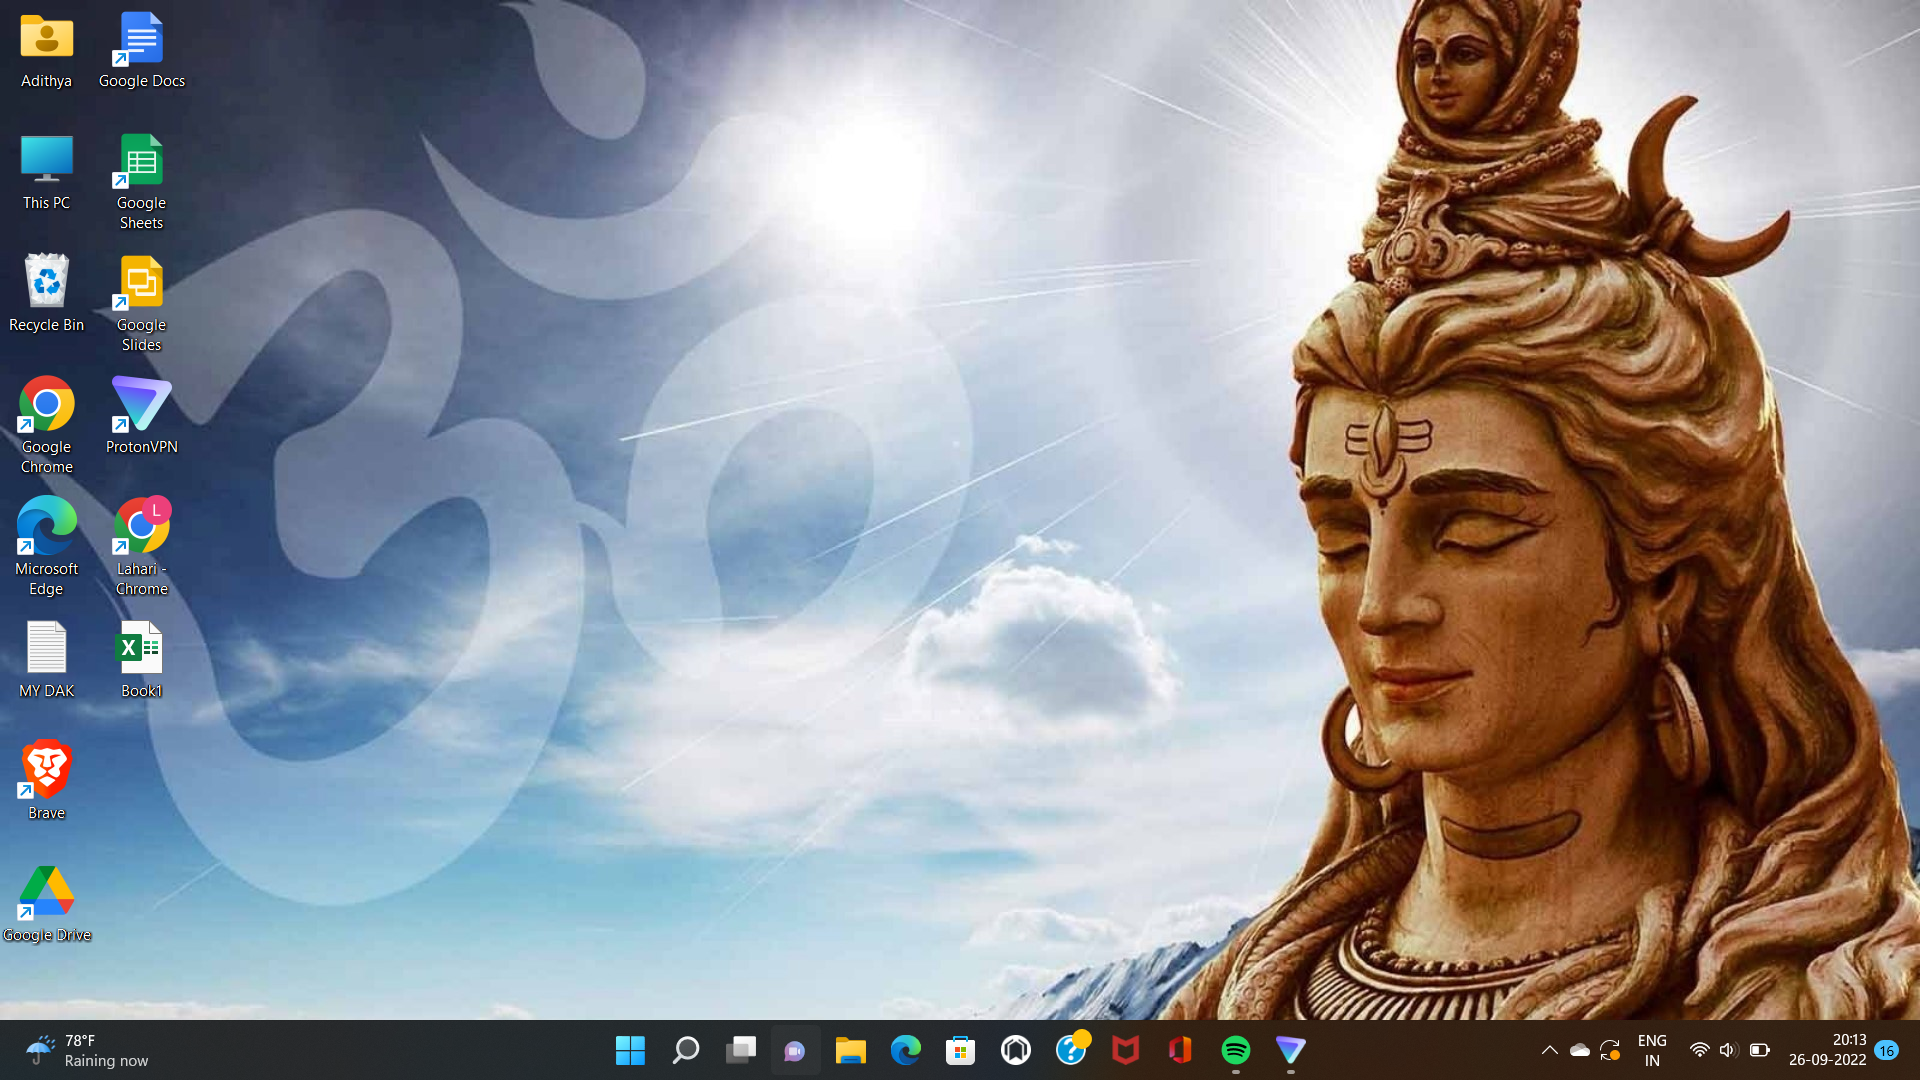 Adithya
Google Docs
This PC
Google
Sheets
Recycle Bin
Google
Slides
Google
Chrome
ProtonVPN
Microsoft
Edge
L
Lahari -
Chrome
MY DAK
X
Book1
Brave
Google Drive
ॐ
78°F
Raining now
?
ENG
IN
20:13
26-09-2022
16